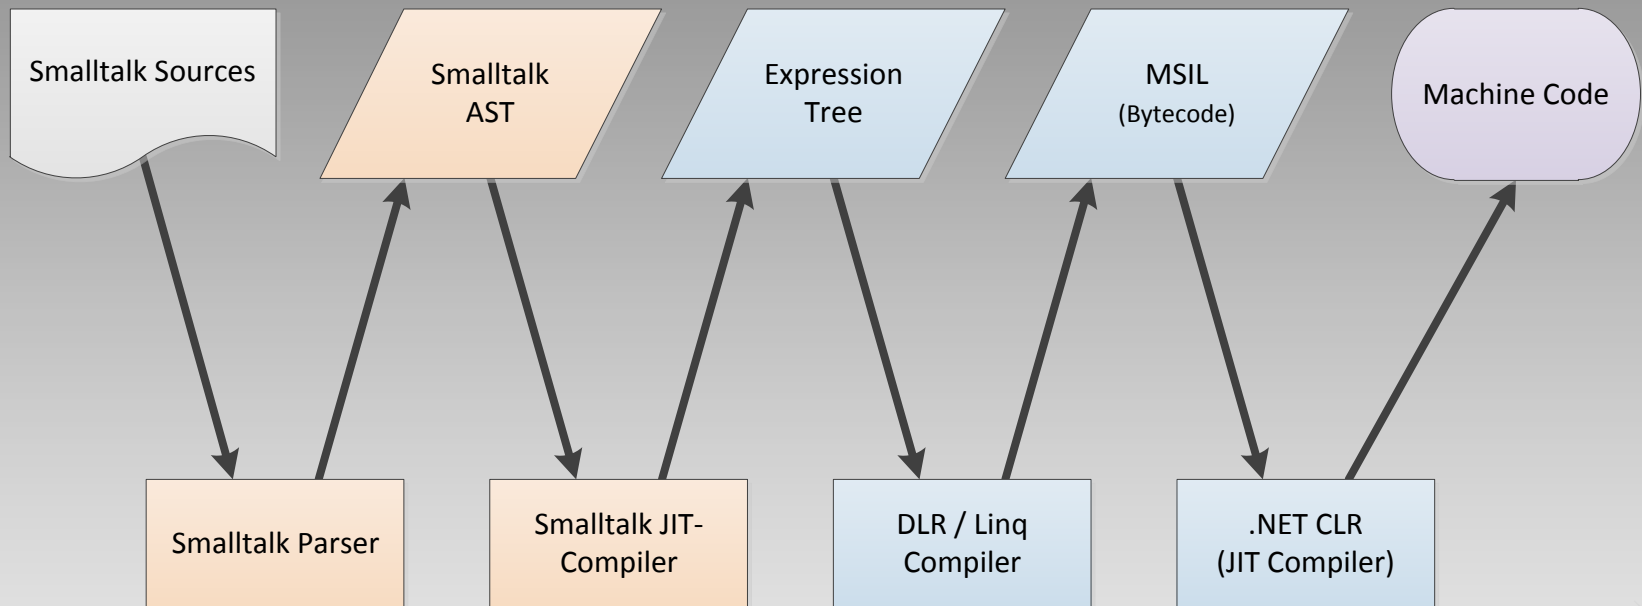 Smalltalk Sources
Smalltalk
AST
Expression
Tree
MSIL
(Bytecode)
Machine Code
Smalltalk Parser
Smalltalk JIT-
Compiler
DLR / Linq
Compiler
.NET CLR
(JIT Compiler)